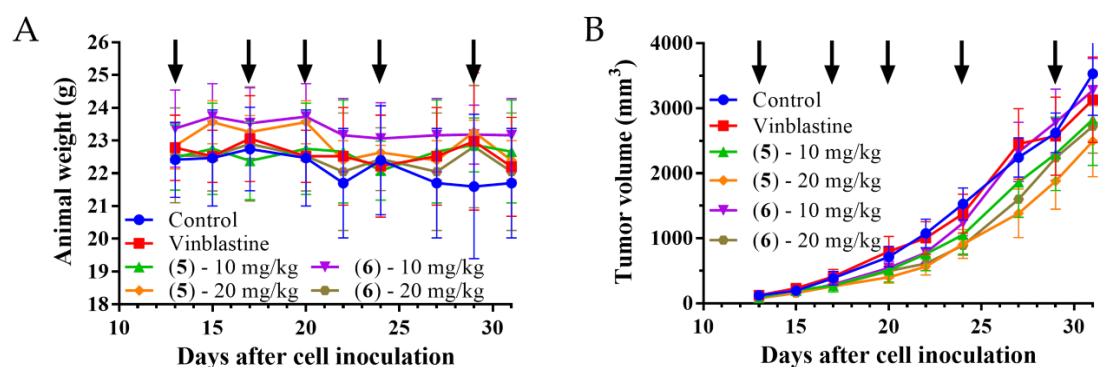 A
26
25
24
23
22
21
20
19
18
Animal weight (g)
Control
Vinblastine
(5) - 10 mg/kg
(6) - 10 mg/kg
(5) - 20 mg/kg
(6) - 20 mg/kg
10 15 20 25 30
Days after cell inoculation
B
4000
3000
2000
1000
0
Tumor volume (mm³)
Control
Vinblastine
(5) - 10 mg/kg
(5) - 20 mg/kg
(6) - 10 mg/kg
(6) - 20 mg/kg
10 15 20 25 30
Days after cell inoculation